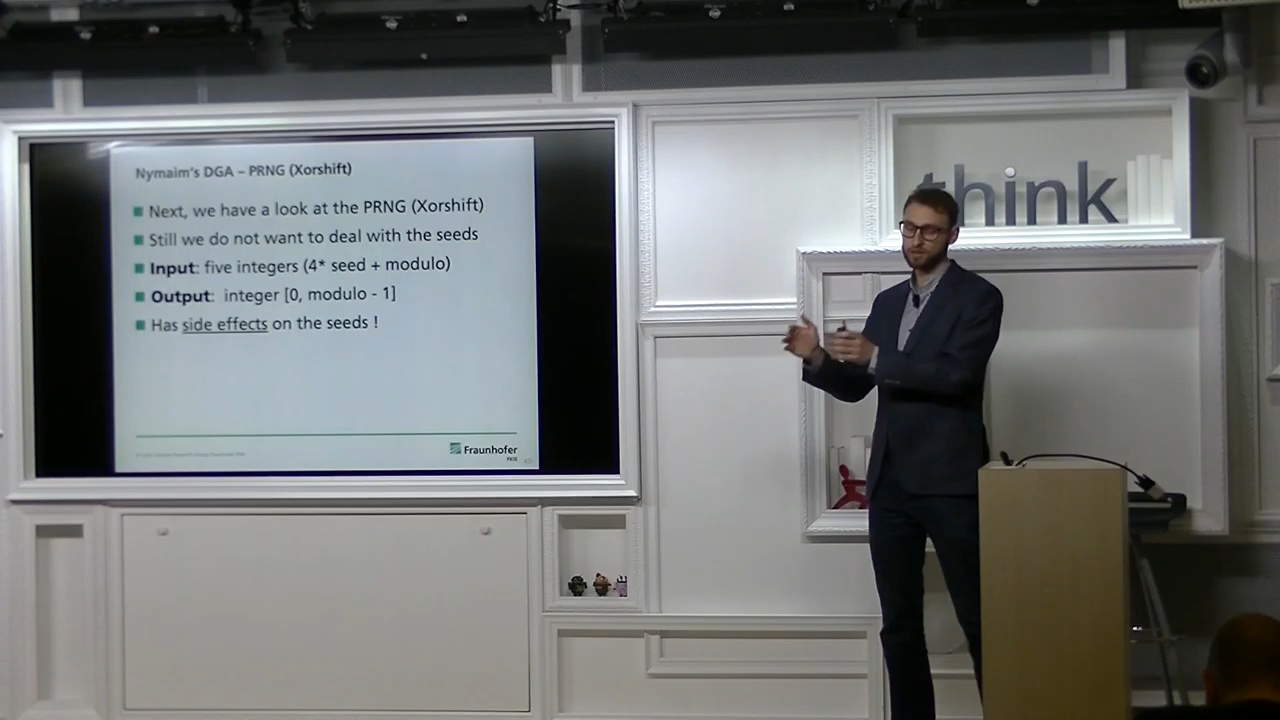 Nymaim's DGA – PRNG (Xorshift)
Next, we have a look at the PRNG (Xorshift)
Still we do not want to deal with the seeds
Input: five integers (4* seed + modulo)
Output: integer [0, modulo - 1]
Has side effects on the seeds !
Fraunhofer
FKIE
think